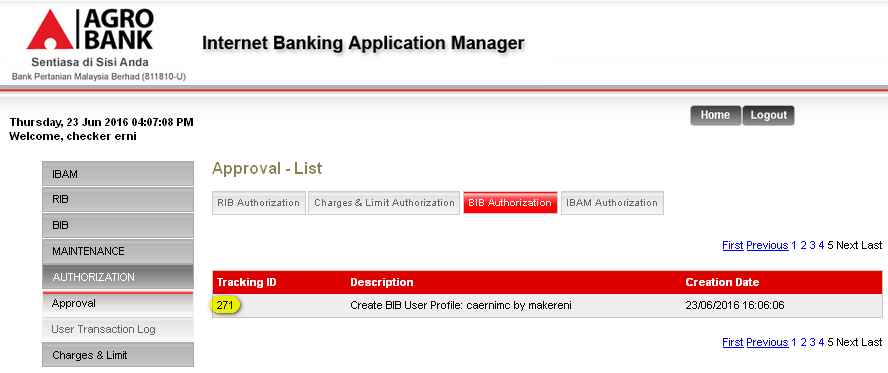 AGRO
BANK
Sentiasa di Sisi Anda
Bank Pertanian Malaysia Berhad (811810-U)
Internet Banking Application Manager
Thursday, 23 Jun 2016 04:07:08 PM
Welcome, checker erni
Home Logout
IBAM
RIB
BIB
MAINTENANCE
AUTHORIZATION
Approval
User Transaction Log
Charges & Limit
Approval - List
RIB Authorization Charges & Limit Authorization BIB Authorization IBAM Authorization
First Previous 1 2 3 4 5 Next Last
Tracking ID Description Creation Date
271 Create BIB User Profile: caernimc by makereni 23/06/2016 16:06:06
First Previous 1 2 3 4 5 Next Last